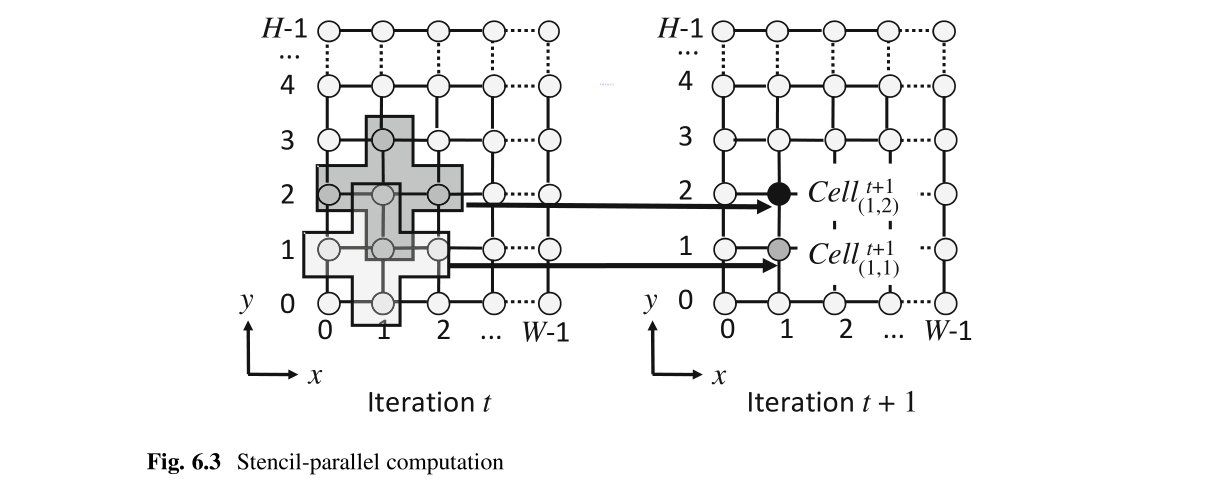 H-1
...
4
3
2
1
0
y
0 1 2 ... W-1
x
Iteration t
H-1
...
4
3
2
1
0
Cell^{t+1}_{(1,2)}
Cell^{t+1}_{(1,1)}
y
0 1 2 ... W-1
x
Iteration t + 1
Fig. 6.3 Stencil-parallel computation